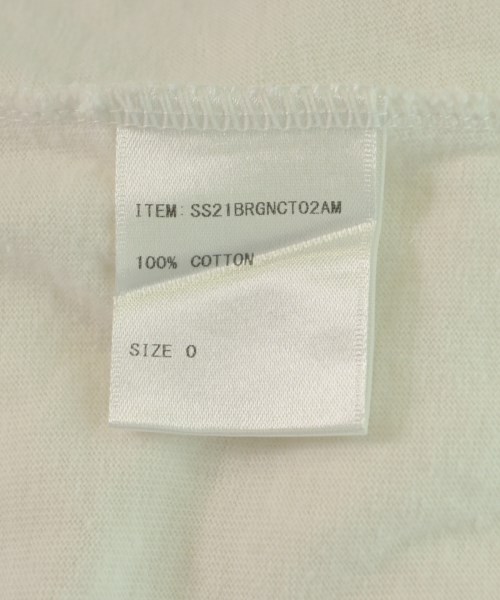 ITEM: SS21BRGNCT02AM
100% COTTON
SIZE 0